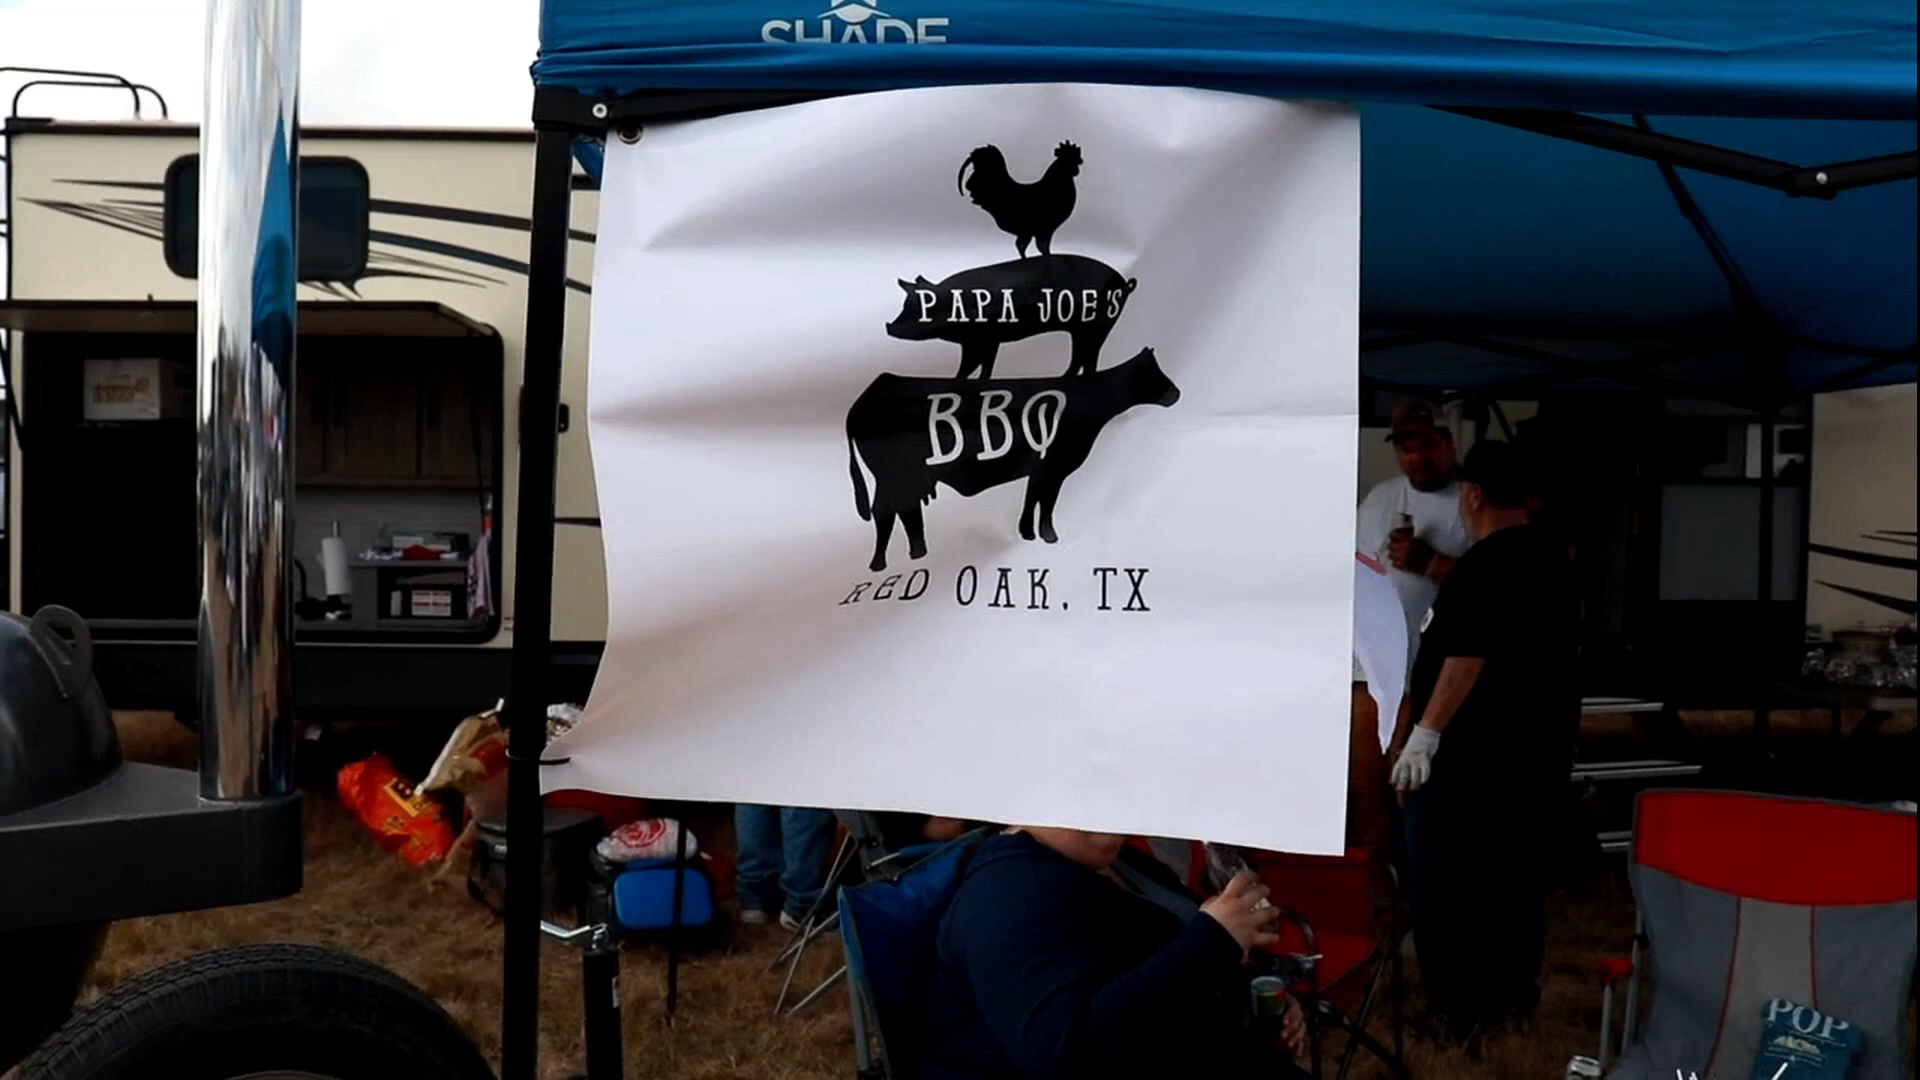 SHADE
PAPA JOE'S
BBQ
RED OAK, TX
POP